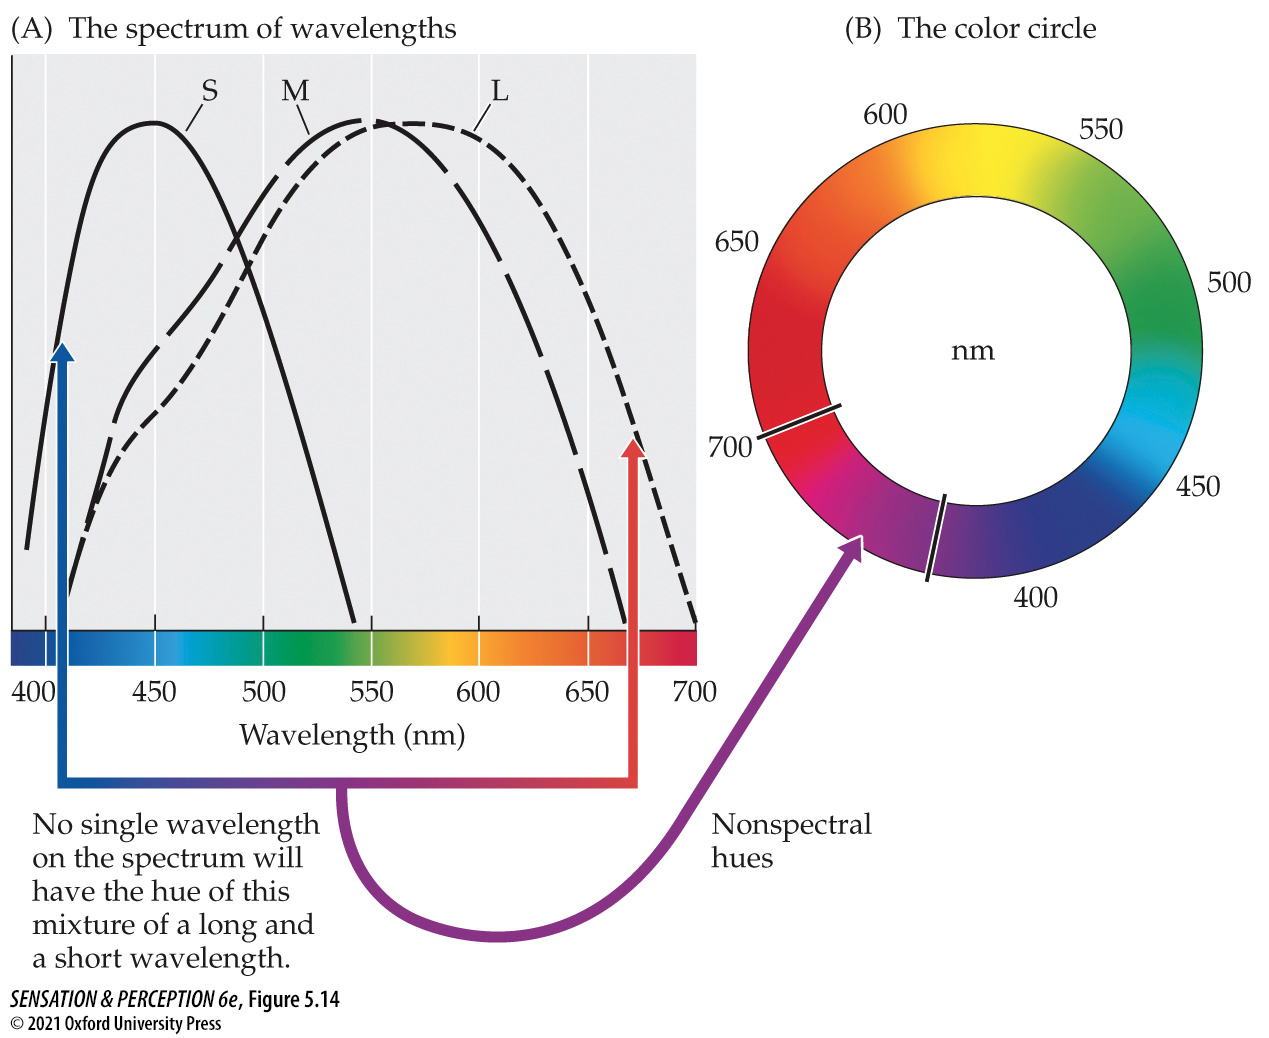 (A) The spectrum of wavelengths
S
M
L
400
450
500
550
600
650
700
Wavelength (nm)
No single wavelength
on the spectrum will
have the hue of this
mixture of a long and
a short wavelength.
(B) The color circle
600
550
650
500
nm
700
450
400
Nonspectral
hues
SENSATION & PERCEPTION 6e, Figure 5.14
© 2021 Oxford University Press